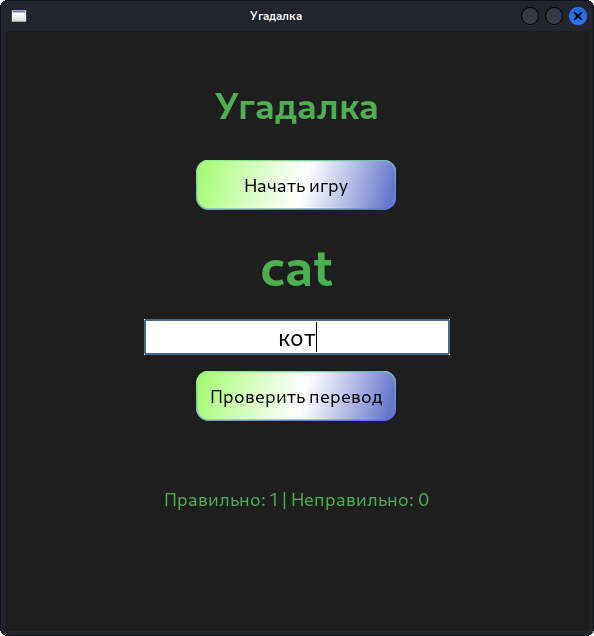 Угадалка
Угадалка
Начать игру
cat
кот
Проверить перевод
Правильно: 1 | Неправильно: 0